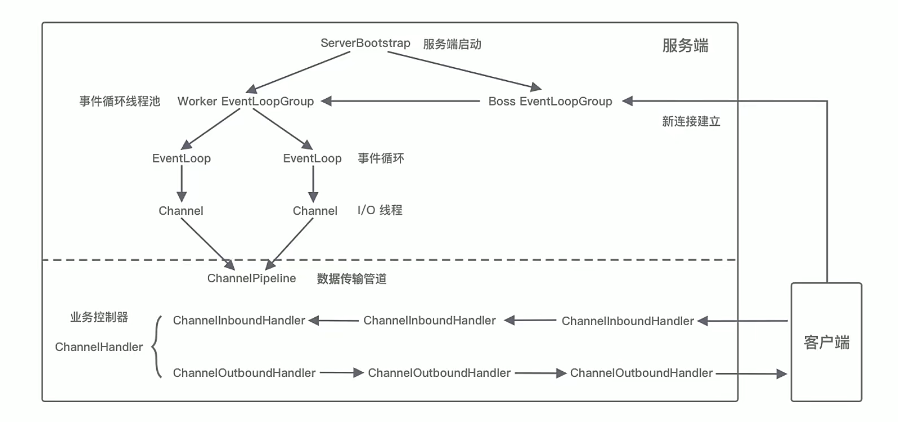 ServerBootstrap 服务端启动
服务端
事件循环线程池 Worker EventLoopGroup Boss EventLoopGroup
新连接建立
EventLoop EventLoop 事件循环
Channel Channel I/O 线程
ChannelPipeline 数据传输管道
业务控制器
ChannelHandler
ChannelInboundHandler ChannelInboundHandler ChannelInboundHandler
ChannelOutboundHandler ChannelOutboundHandler ChannelOutboundHandler
客户端